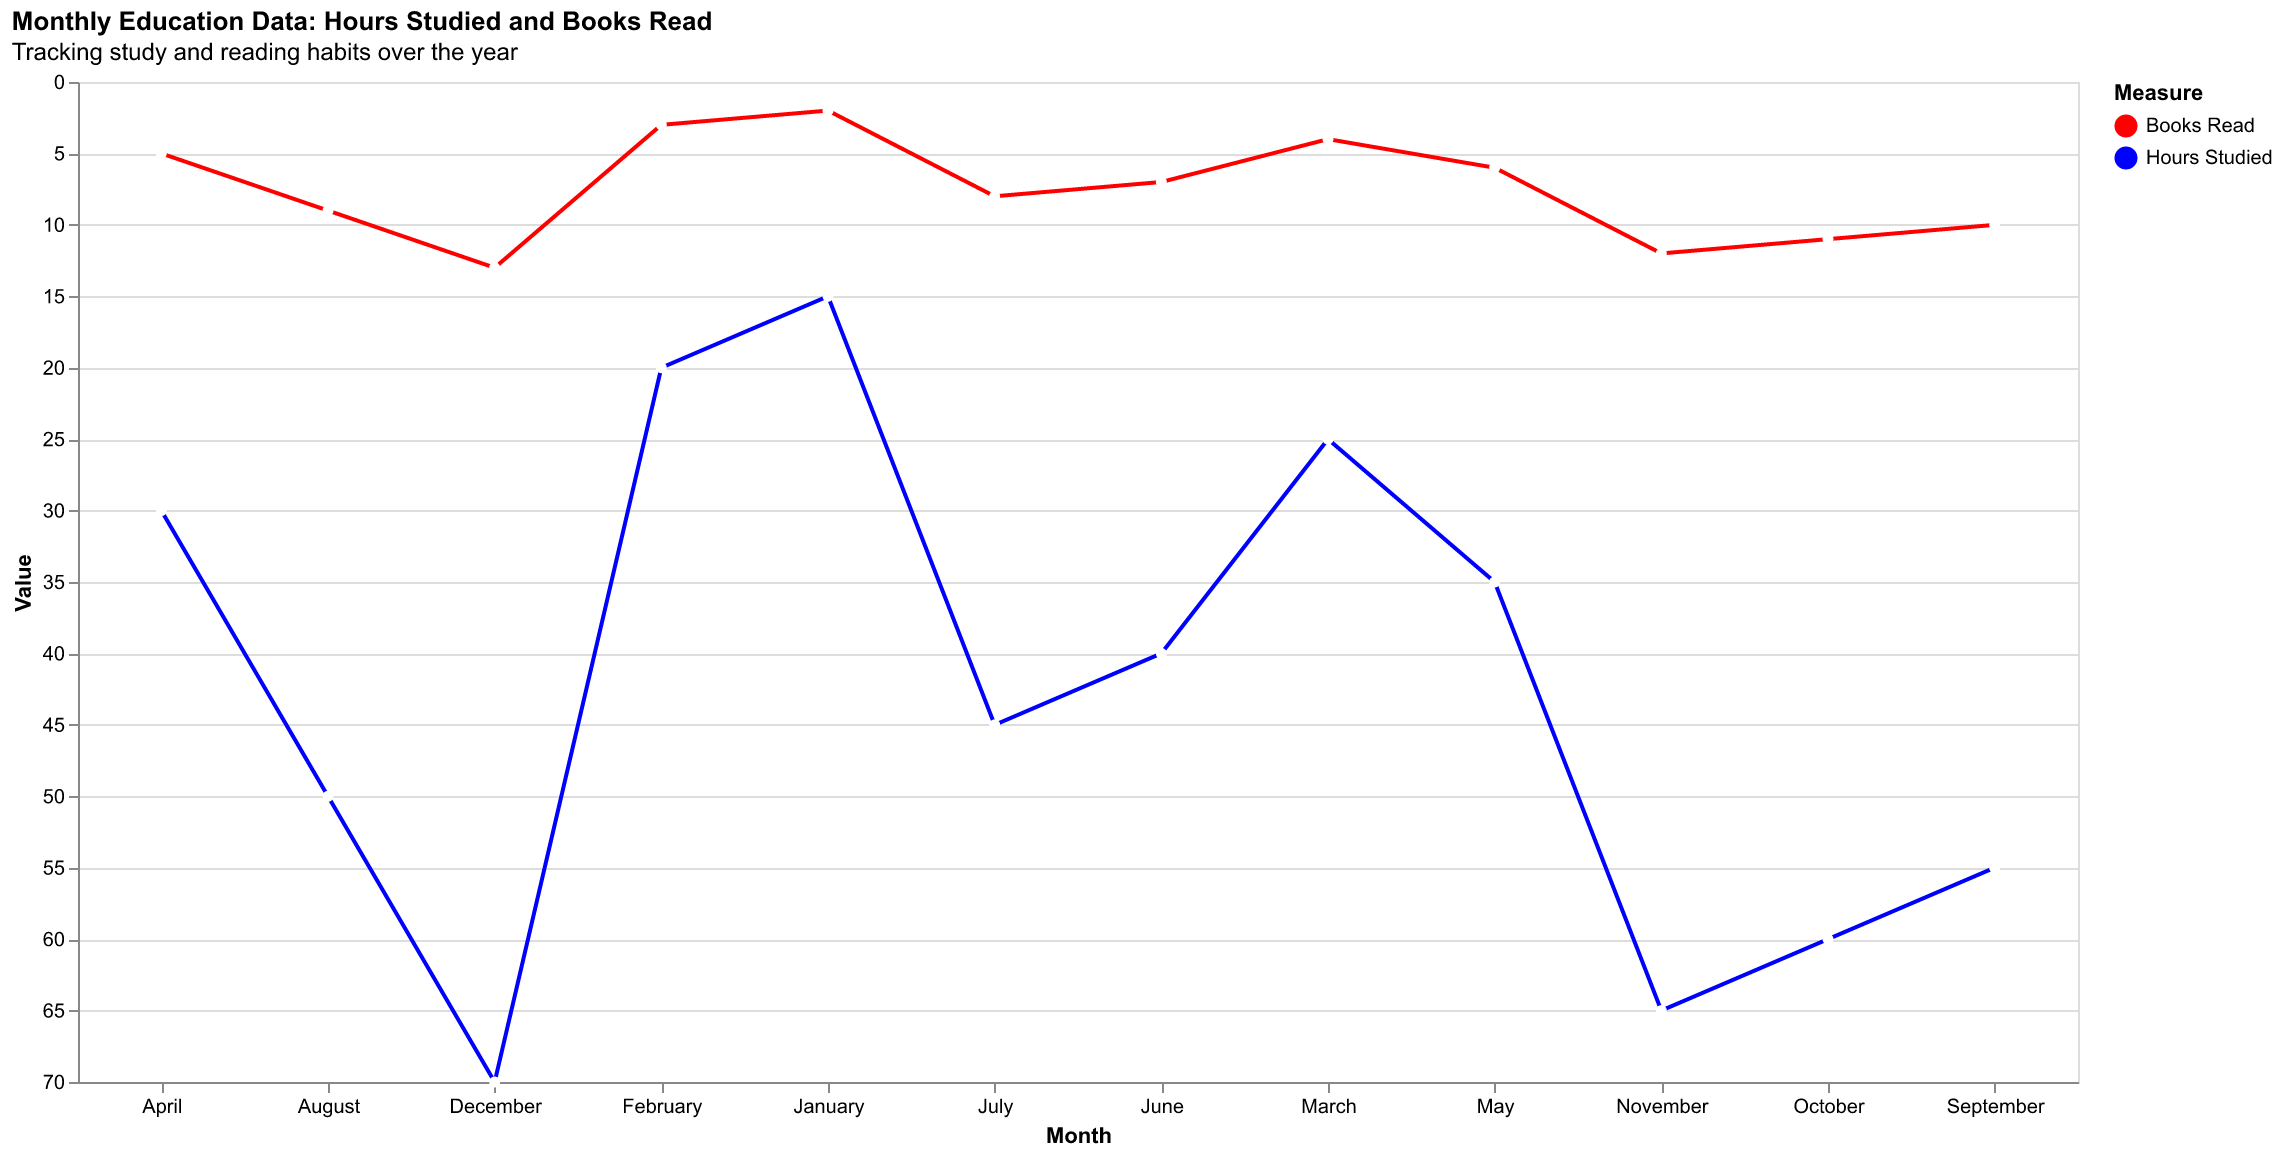 Monthly Education Data: Hours Studied and Books Read
Tracking study and reading habits over the year
Measure
Books Read
Hours Studied
Value
0
5
10
15
20
25
30
35
40
45
50
55
60
65
70
April August December February January July June March May November October September
Month